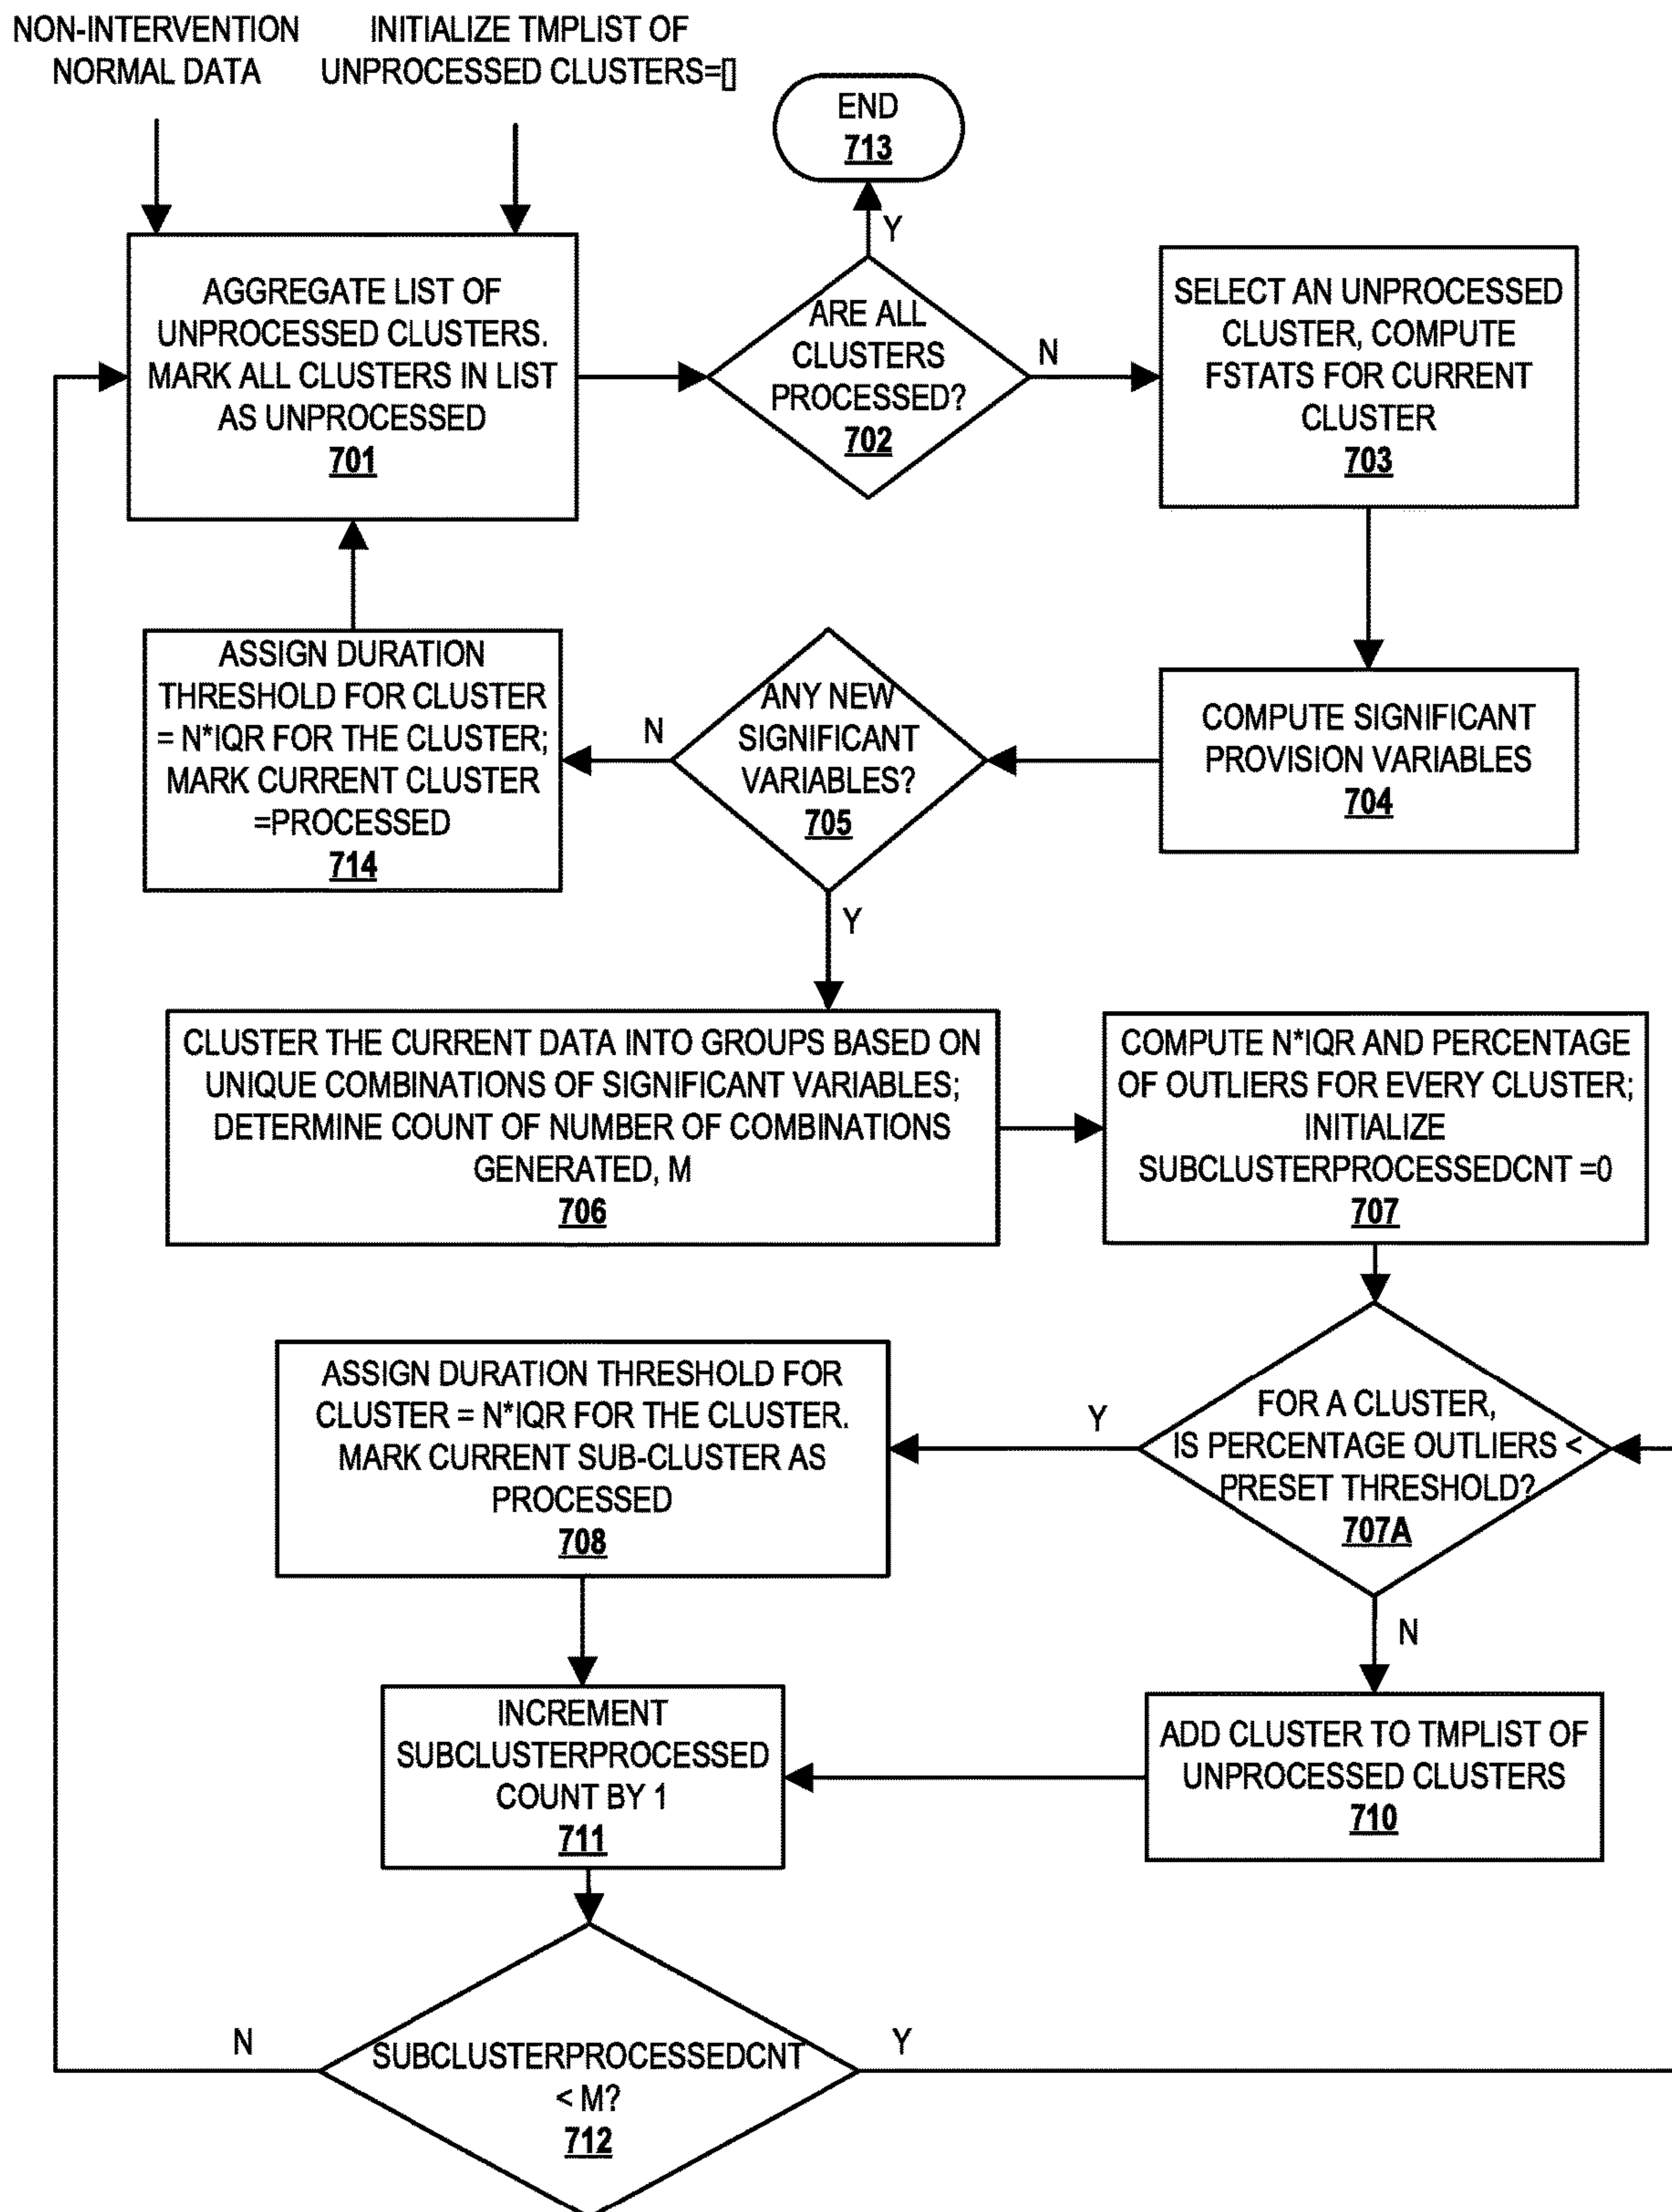 NON-INTERVENTION
NORMAL DATA
INITIALIZE TMPLIST OF
UNPROCESSED CLUSTERS=[]
END
713
Y
AGGREGATE LIST OF
UNPROCESSED CLUSTERS.
MARK ALL CLUSTERS IN LIST
AS UNPROCESSED
701
ARE ALL
CLUSTERS
PROCESSED?
702
N
SELECT AN UNPROCESSED
CLUSTER, COMPUTE
FSTATS FOR CURRENT
CLUSTER
703
COMPUTE SIGNIFICANT
PROVISION VARIABLES
704
ANY NEW
SIGNIFICANT
VARIABLES?
705
N
ASSIGN DURATION
THRESHOLD FOR CLUSTER
= N*IQR FOR THE CLUSTER;
MARK CURRENT CLUSTER
=PROCESSED
714
Y
CLUSTER THE CURRENT DATA INTO GROUPS BASED ON
UNIQUE COMBINATIONS OF SIGNIFICANT VARIABLES;
DETERMINE COUNT OF NUMBER OF COMBINATIONS
GENERATED, M
706
COMPUTE N*IQR AND PERCENTAGE
OF OUTLIERS FOR EVERY CLUSTER;
INITIALIZE
SUBCLUSTERPROCESSEDCNT =0
707
FOR A CLUSTER,
IS PERCENTAGE OUTLIERS <
PRESET THRESHOLD?
707A
Y
ASSIGN DURATION THRESHOLD FOR
CLUSTER = N*IQR FOR THE CLUSTER.
MARK CURRENT SUB-CLUSTER AS
PROCESSED
708
N
ADD CLUSTER TO TMPLIST OF
UNPROCESSED CLUSTERS
710
INCREMENT
SUBCLUSTERPROCESSED
COUNT BY 1
711
N
SUBCLUSTERPROCESSEDCNT
< M?
712
Y